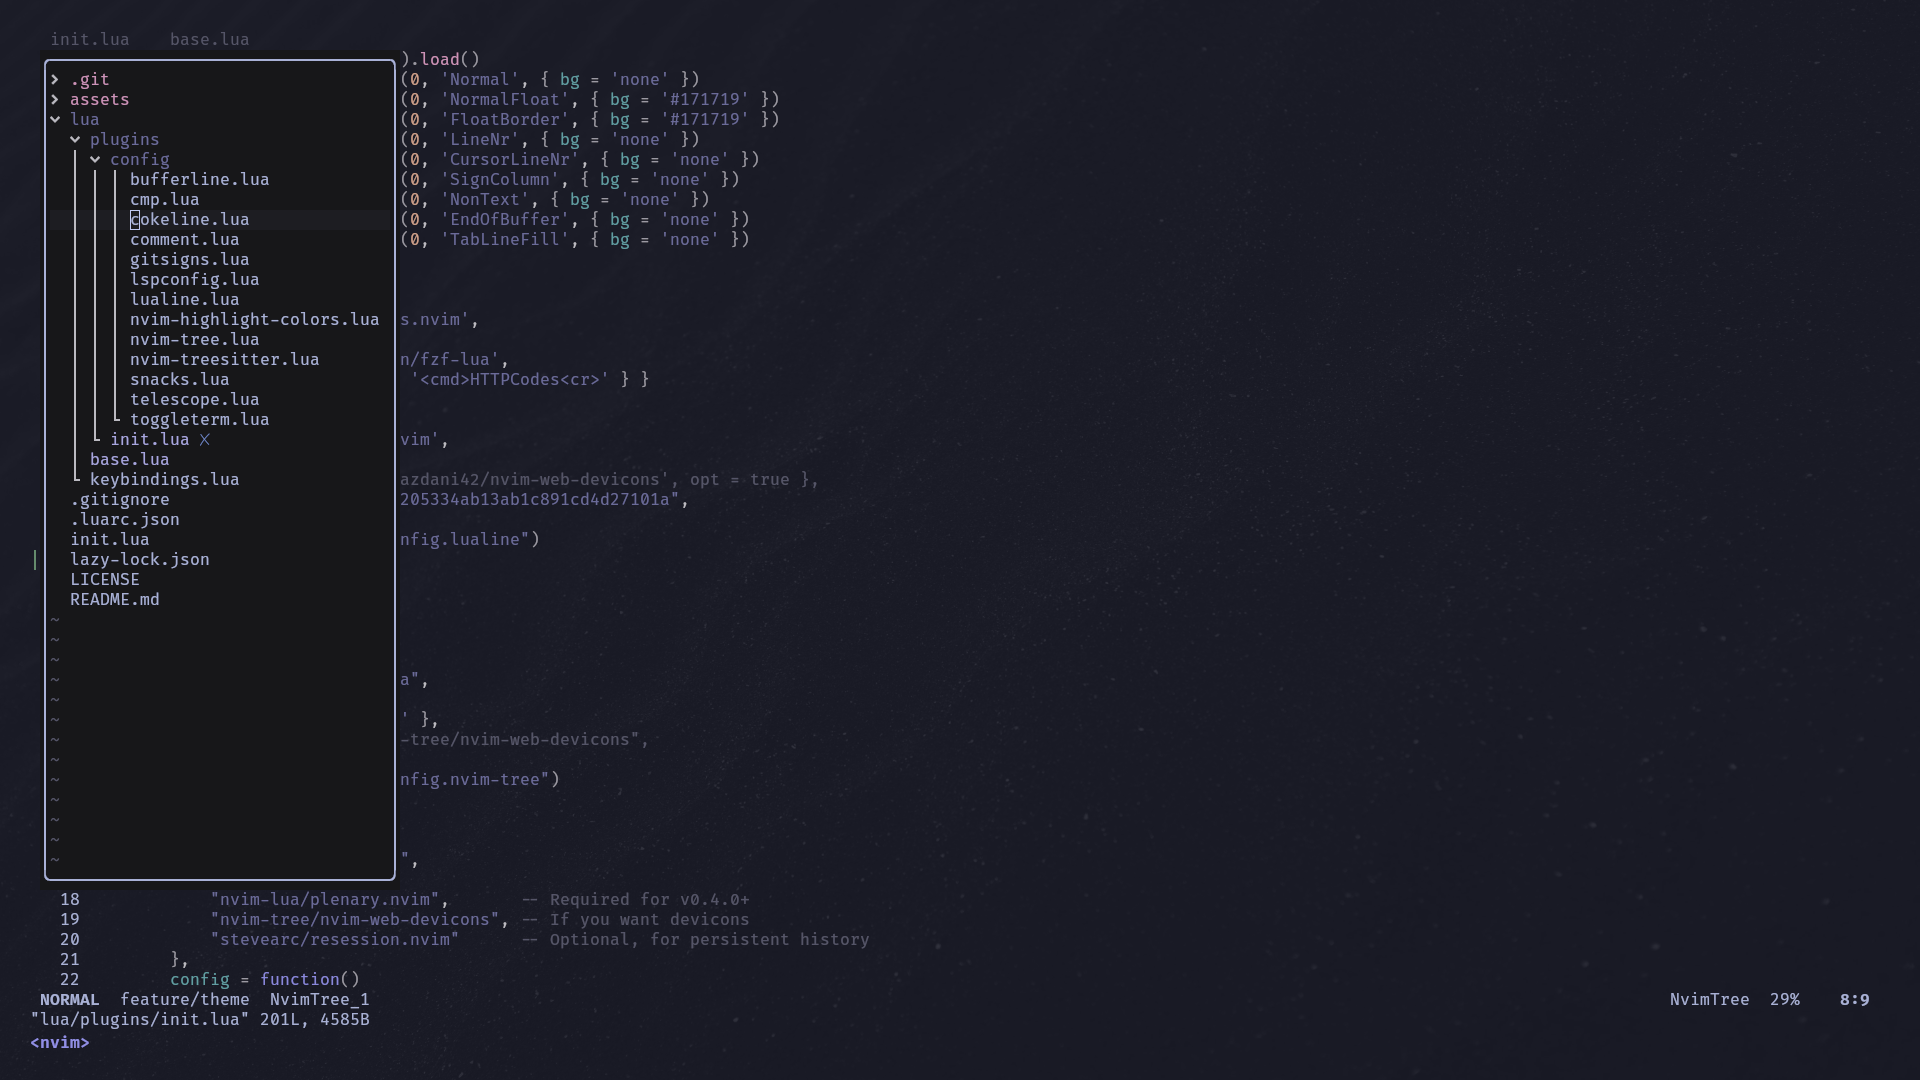 init.lua    base.lua
).load()
> .git (0, 'Normal', { bg = 'none' })
> assets (0, 'NormalFloat', { bg = '#171719' })
lua (0, 'FloatBorder', { bg = '#171719' })
plugins (0, 'LineNr', { bg = 'none' })
config (0, 'CursorLineNr', { bg = 'none' })
bufferline.lua (0, 'SignColumn', { bg = 'none' })
cmp.lua (0, 'NonText', { bg = 'none' })
cokeline.lua (0, 'EndOfBuffer', { bg = 'none' })
comment.lua (0, 'TabLineFill', { bg = 'none' })
gitsigns.lua
lspconfig.lua
lualine.lua
nvim-highlight-colors.lua s.nvim',
nvim-tree.lua
nvim-treesitter.lua n/fzf-lua',
snacks.lua '<cmd>HTTPCodes<cr>' } }
telescope.lua
toggleterm.lua
init.lua ✗ vim',
base.lua
keybindings.lua azdani42/nvim-web-devicons', opt = true },
.gitignore 205334ab13ab1c891cd4d27101a",
.luarc.json
init.lua nfig.lualine")
lazy-lock.json
LICENSE
README.md
~
~
~
~ a",
~
~ ' },
~ -tree/nvim-web-devicons",
~
~ nfig.nvim-tree")
~
~
~
~ ",
18 "nvim-lua/plenary.nvim", -- Required for v0.4.0+
19 "nvim-tree/nvim-web-devicons", -- If you want devicons
20 "stevearc/resession.nvim" -- Optional, for persistent history
21 },
22 config = function()
NORMAL feature/theme NvimTree_1 NvimTree 29% 8:9
"lua/plugins/init.lua" 201L, 4585B
<nvim>